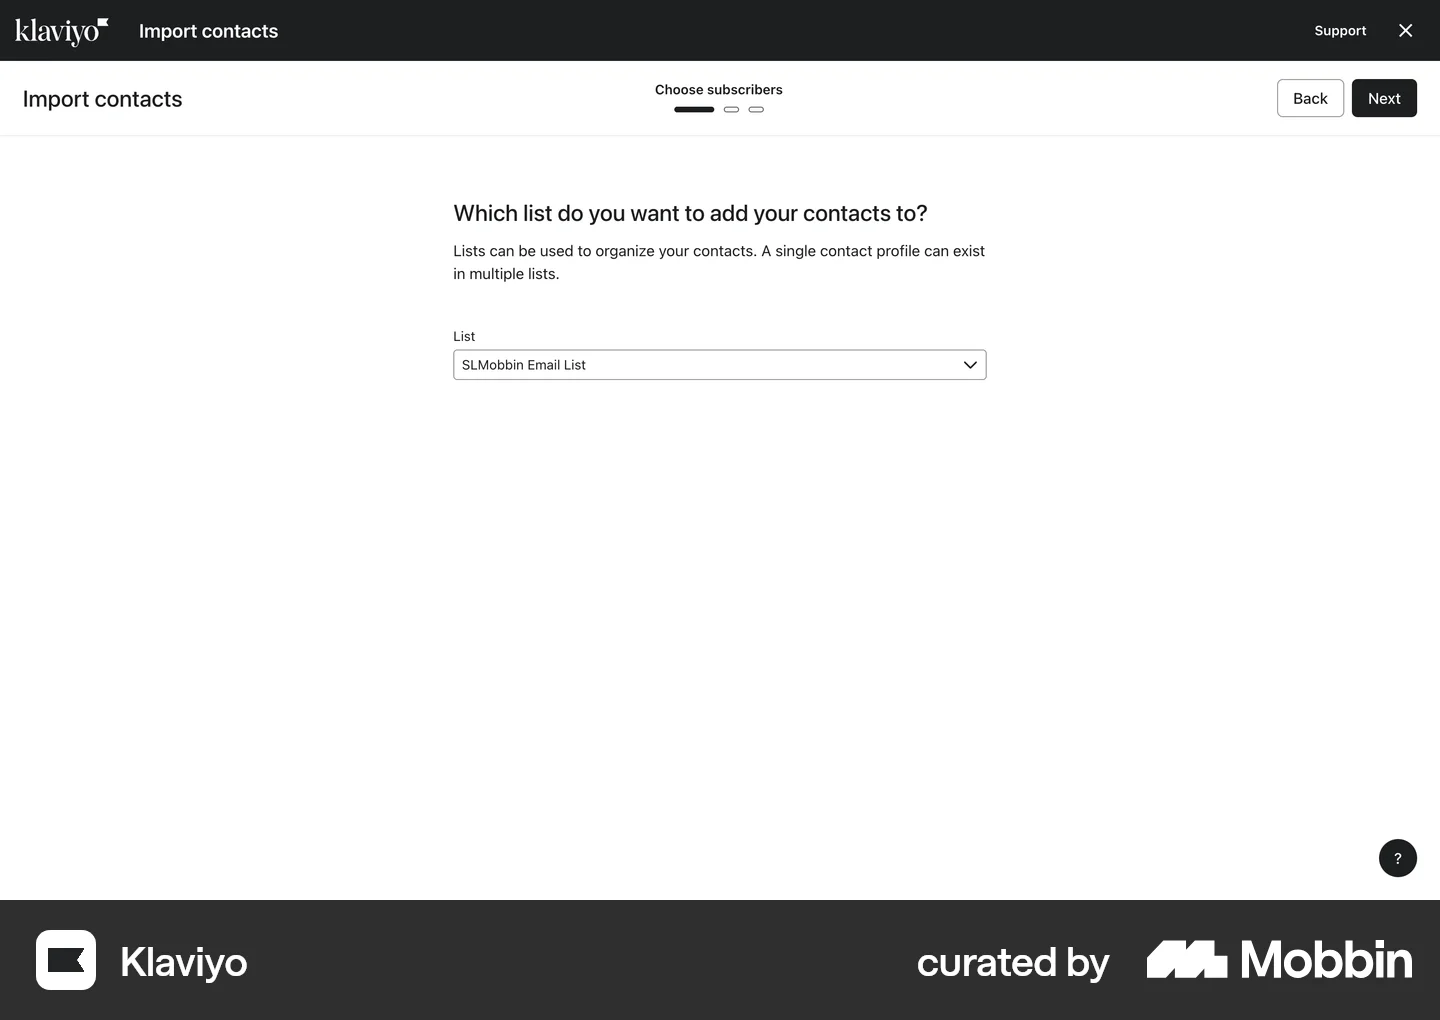 klaviyo
Import contacts
Support
Import contacts
Choose subscribers
Back
Next
Which list do you want to add your contacts to?
Lists can be used to organize your contacts. A single contact profile can exist
in multiple lists.
List
SLMobbin Email List
?
Klaviyo
curated by
Mobbin